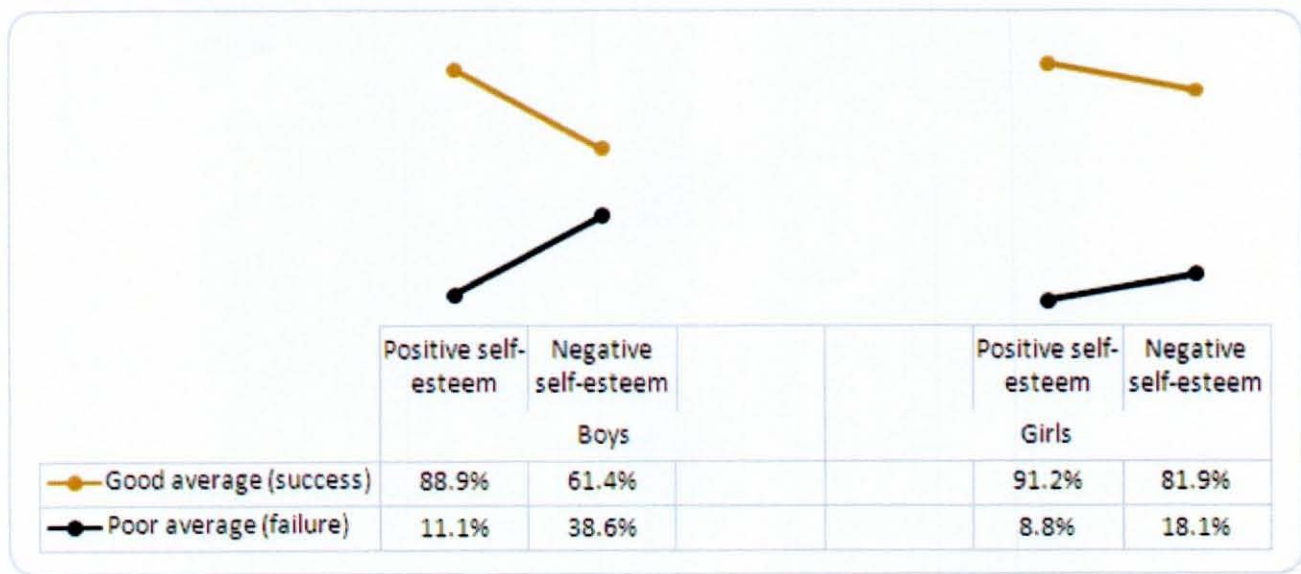 Positive self- Negative Positive self- Negative
esteem self-esteem esteem self-esteem
Boys Girls
Good average (success) 88.9% 61.4% 91.2% 81.9%
Poor average (failure) 11.1% 38.6% 8.8% 18.1%